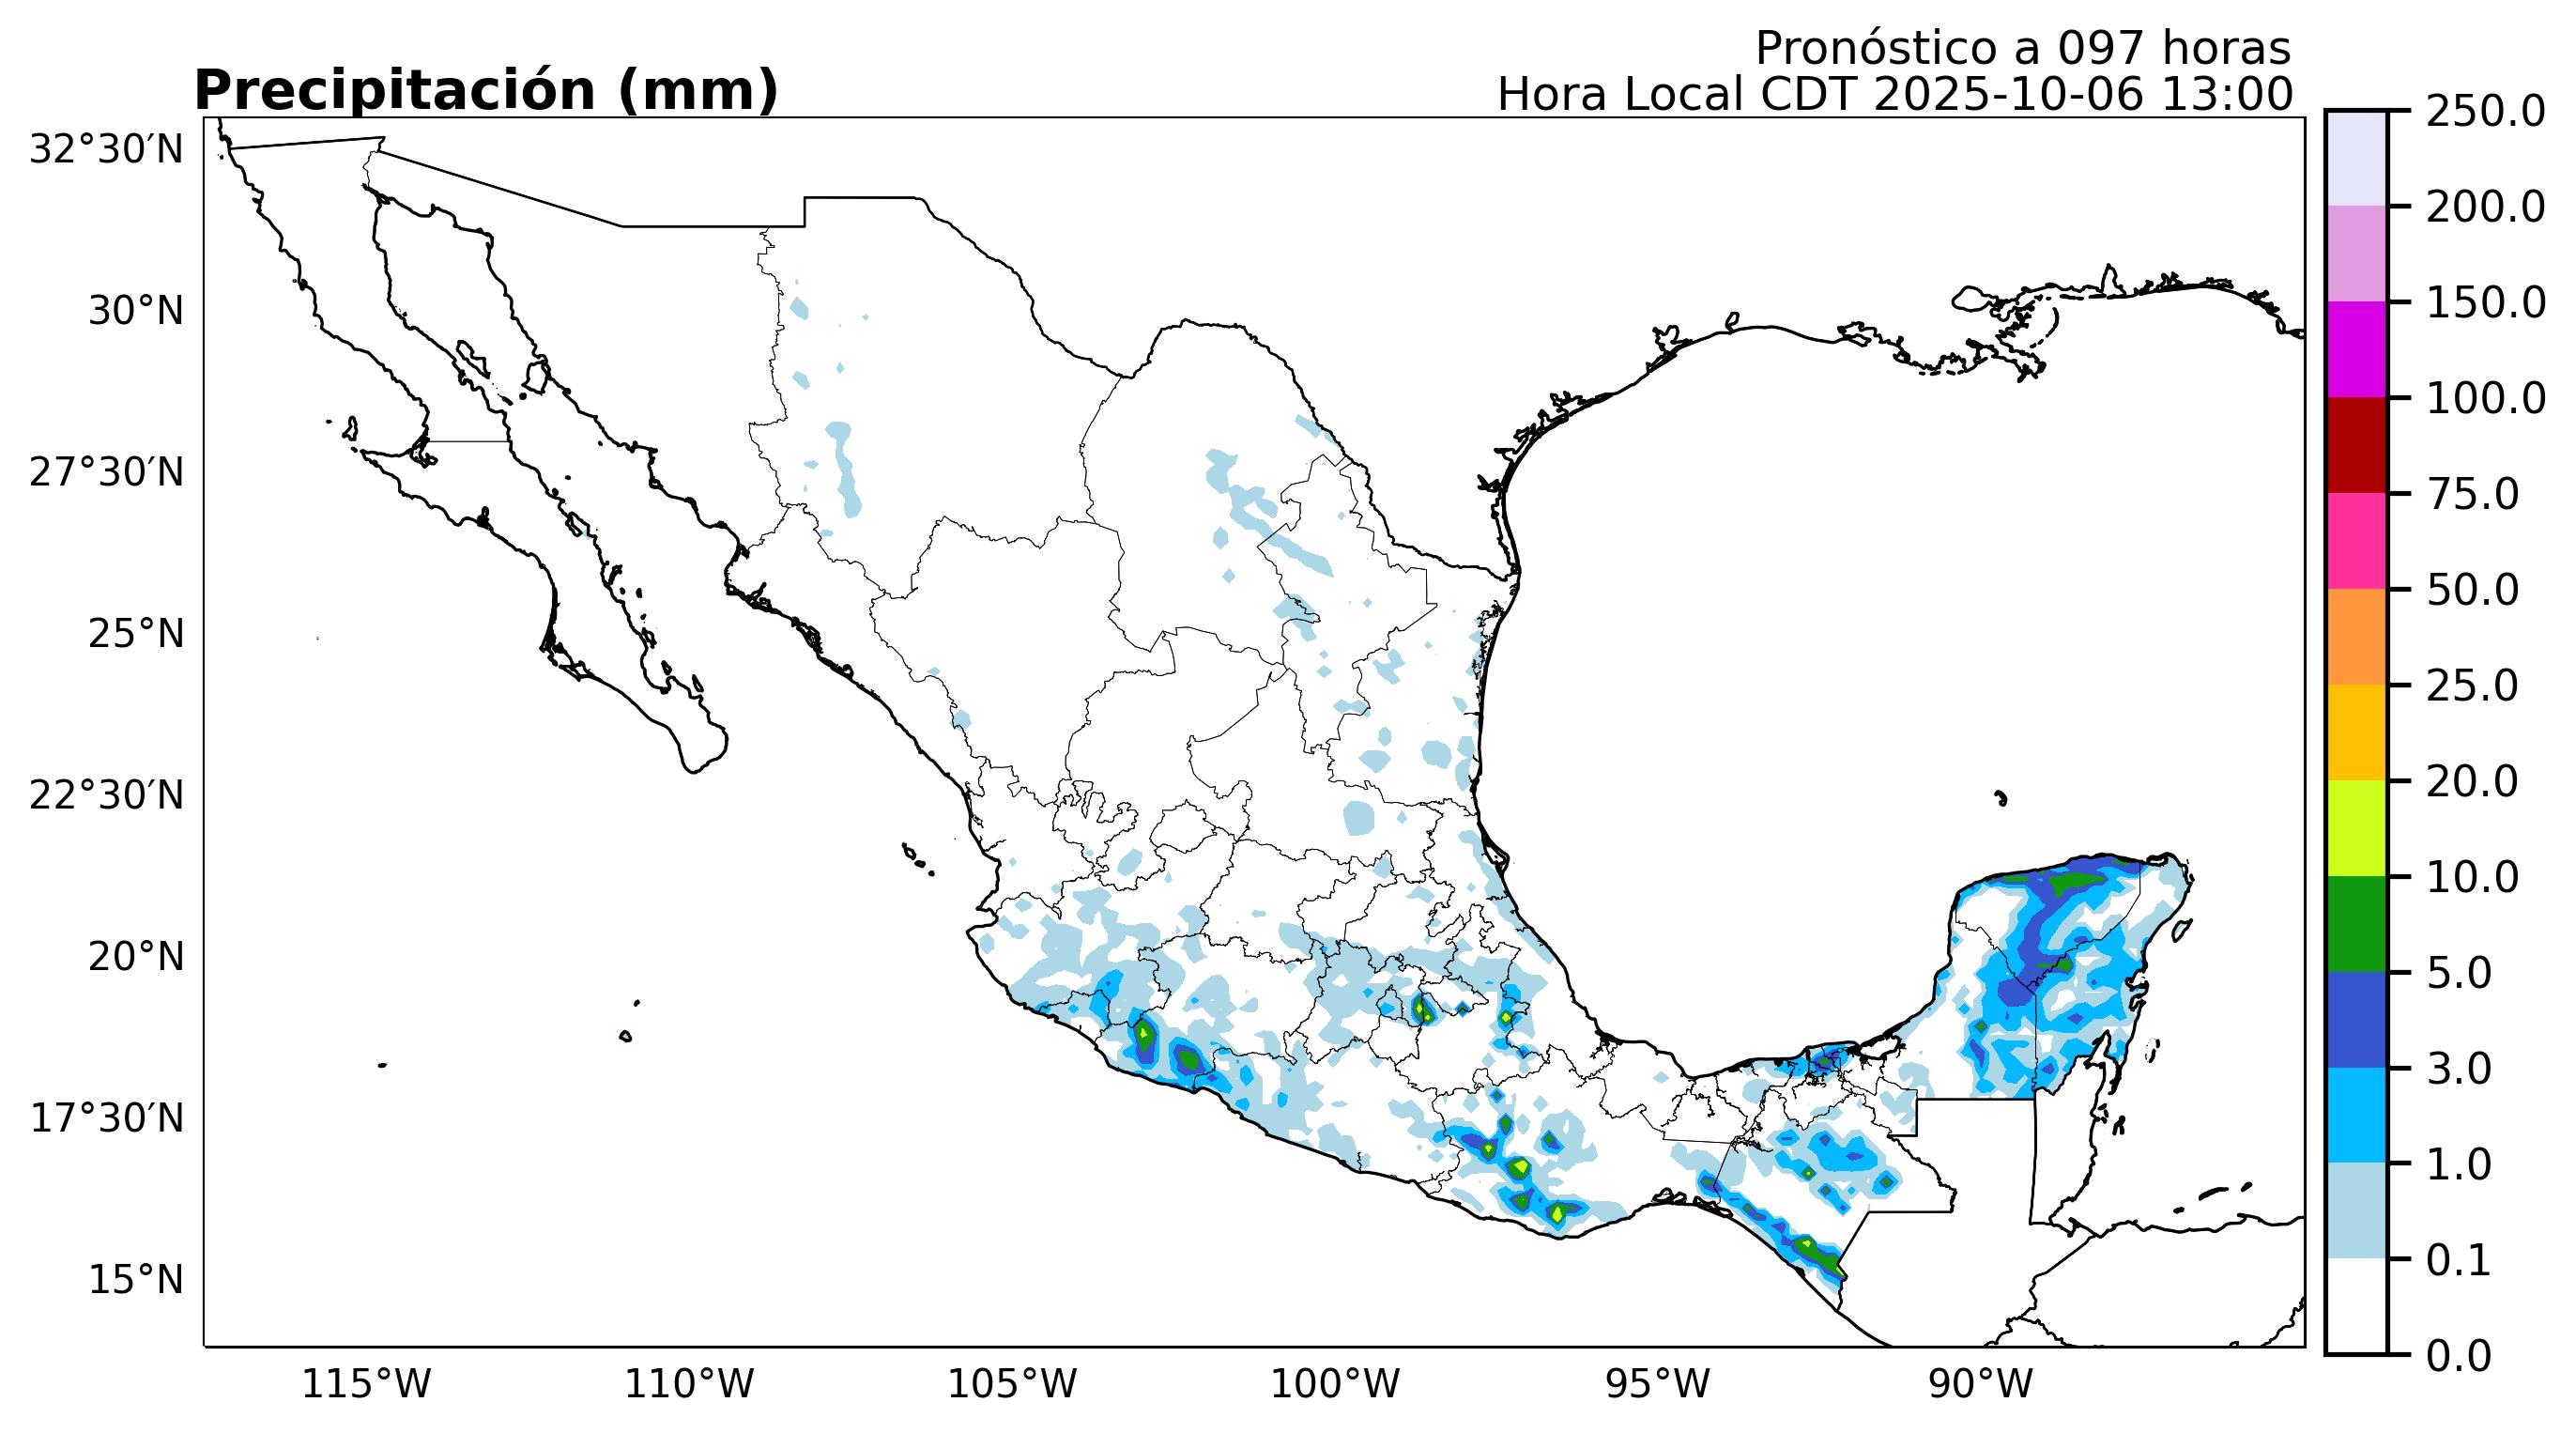 Pronóstico a 097 horas
Precipitación (mm)
Hora Local CDT 2025-10-06 13:00
32°30′N
30°N
27°30′N
25°N
22°30′N
20°N
17°30′N
15°N
115°W
110°W
105°W
100°W
95°W
90°W
250.0
200.0
150.0
100.0
75.0
50.0
25.0
20.0
10.0
5.0
3.0
1.0
0.1
0.0